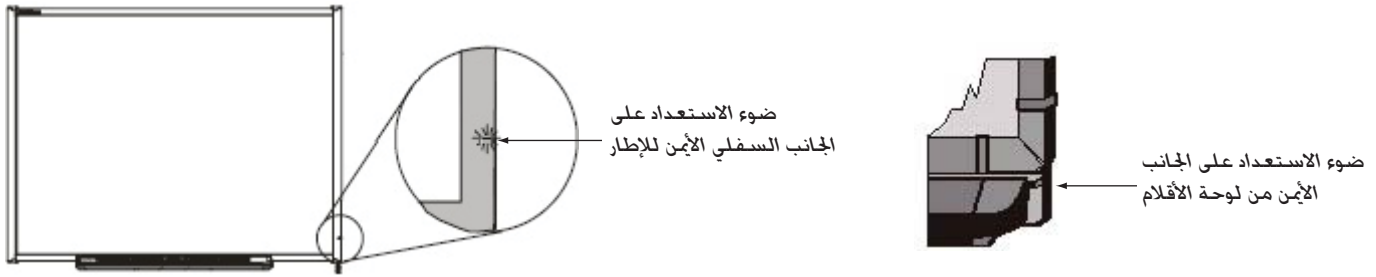 ضوء الاستعداد على
الجانب السفلي الأيمن للإطار
ضوء الاستعداد على الجانب
الأيمن من لوحة الأقلام